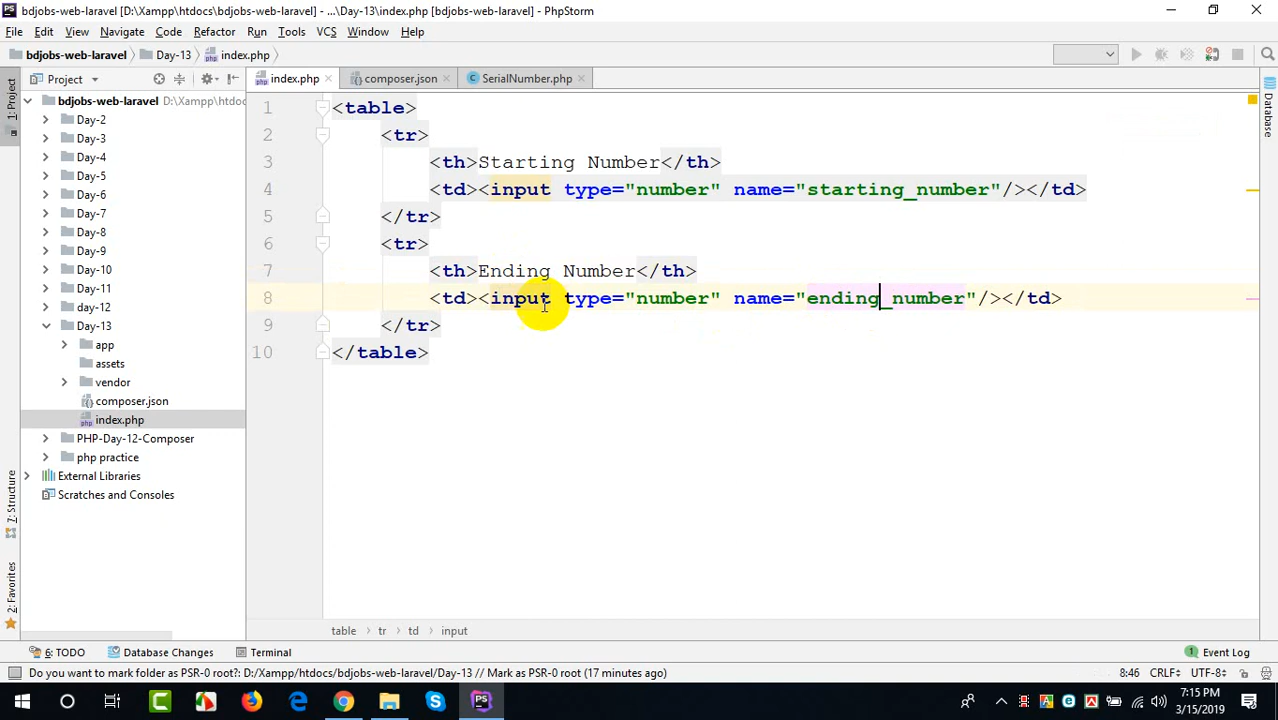 bdjobs-web-laravel [D:\Xampp\htdocs\bdjobs-web-laravel] - ...\Day-13\index.php [bdjobs-web-laravel] - PhpStorm
File Edit View Navigate Code Refactor Run Tools VCS Window Help
bdjobs-web-laravel Day-13 index.php
Project
index.php composer.json SerialNumber.php
1: Project
Database
bdjobs-web-laravel D:\Xampp\htdoc
Day-2
Day-3
Day-4
Day-5
Day-6
Day-7
Day-8
Day-9
Day-10
Day-11
day-12
Day-13
app
assets
vendor
composer.json
index.php
PHP-Day-12-Composer
php practice
External Libraries
Scratches and Consoles
7: Structure
2: Favorites
1 <table>
2 <tr>
3 <th>Starting Number</th>
4 <td><input type="number" name="starting_number"/></td>
5 </tr>
6 <tr>
7 <th>Ending Number</th>
8 <td><input type="number" name="ending_number"/></td>
9 </tr>
10 </table>
table tr td input
6: TODO Database Changes Terminal Event Log
Do you want to mark folder as PSR-0 root?: D:/Xampp/htdocs/bdjobs-web-laravel/Day-13 // Mark as PSR-0 root (17 minutes ago) 8:46 CRLF UTF-8
7:15 PM
3/15/2019